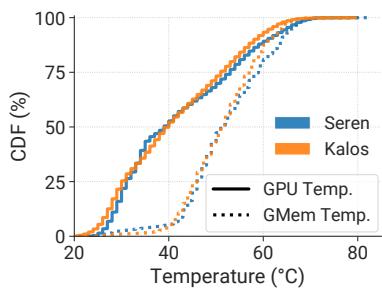 CDF (%)
100
75
50
25
0
Seren
Kalos
GPU Temp.
GMem Temp.
20 40 60 80
Temperature (°C)